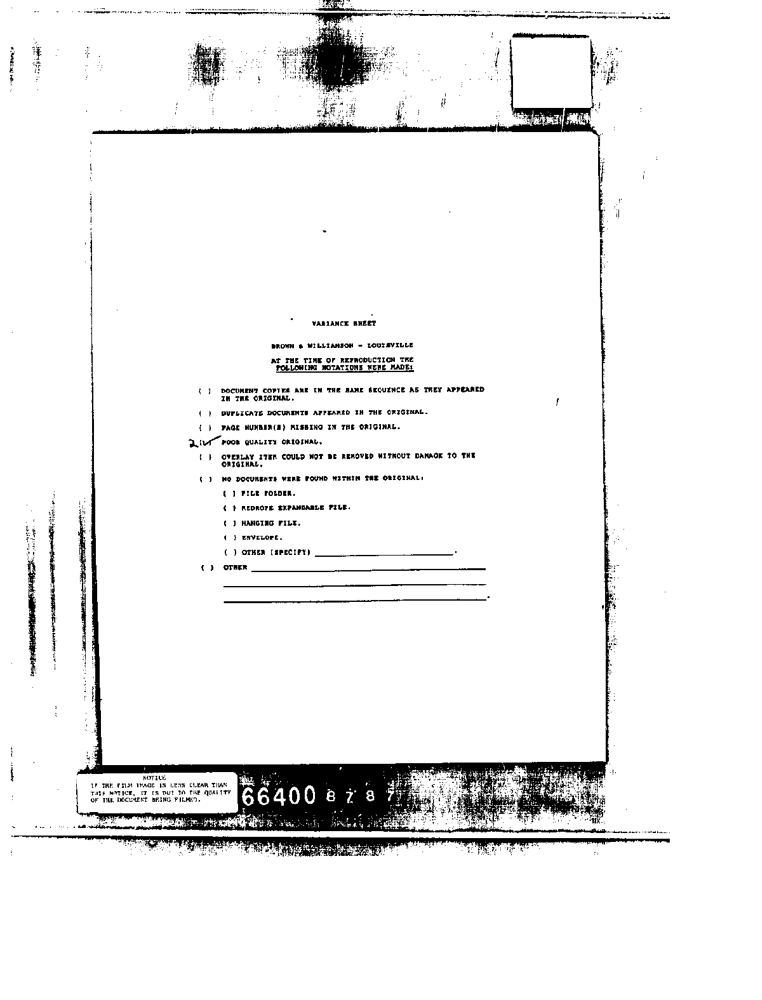 VARIANCE SHEET
BROWN & WILLIAMSON - LOUISVILLE
AT THE TIME OF REPRODUCTION THE
FOLLOWING NOTATIONS WERE MADE:
( ) DOCUMENT COPIES ARE IN THE SAME SEQUENCE AS THEY APPEARED
IN THE ORIGINAL.
( ) DUPLICATE DOCUMENTS APPEARED IN THE ORIGINAL.
( ) PAGE NUMBER(S) MISSING IN THE ORIGINAL.
(✓) POOR QUALITY ORIGINAL.
( ) OVERLAY ITEM COULD NOT BE REMOVED WITHOUT DAMAGE TO THE
ORIGINAL.
( ) NO DOCUMENTS WERE FOUND WITHIN THE ORIGINAL:
( ) FILE FOLDER.
( ) REDROPE EXPANDABLE FILE.
( ) HANGING FILE.
( ) ENVELOPE.
( ) OTHER (SPECIFY) ____________________.
( ) OTHER ____________________
NOTICE
IF THE FILM IMAGE IS LESS CLEAR THAN
THIS NOTICE, IT IS DUE TO THE QUALITY
OF THE DOCUMENT BEING FILMED.
66400 8787